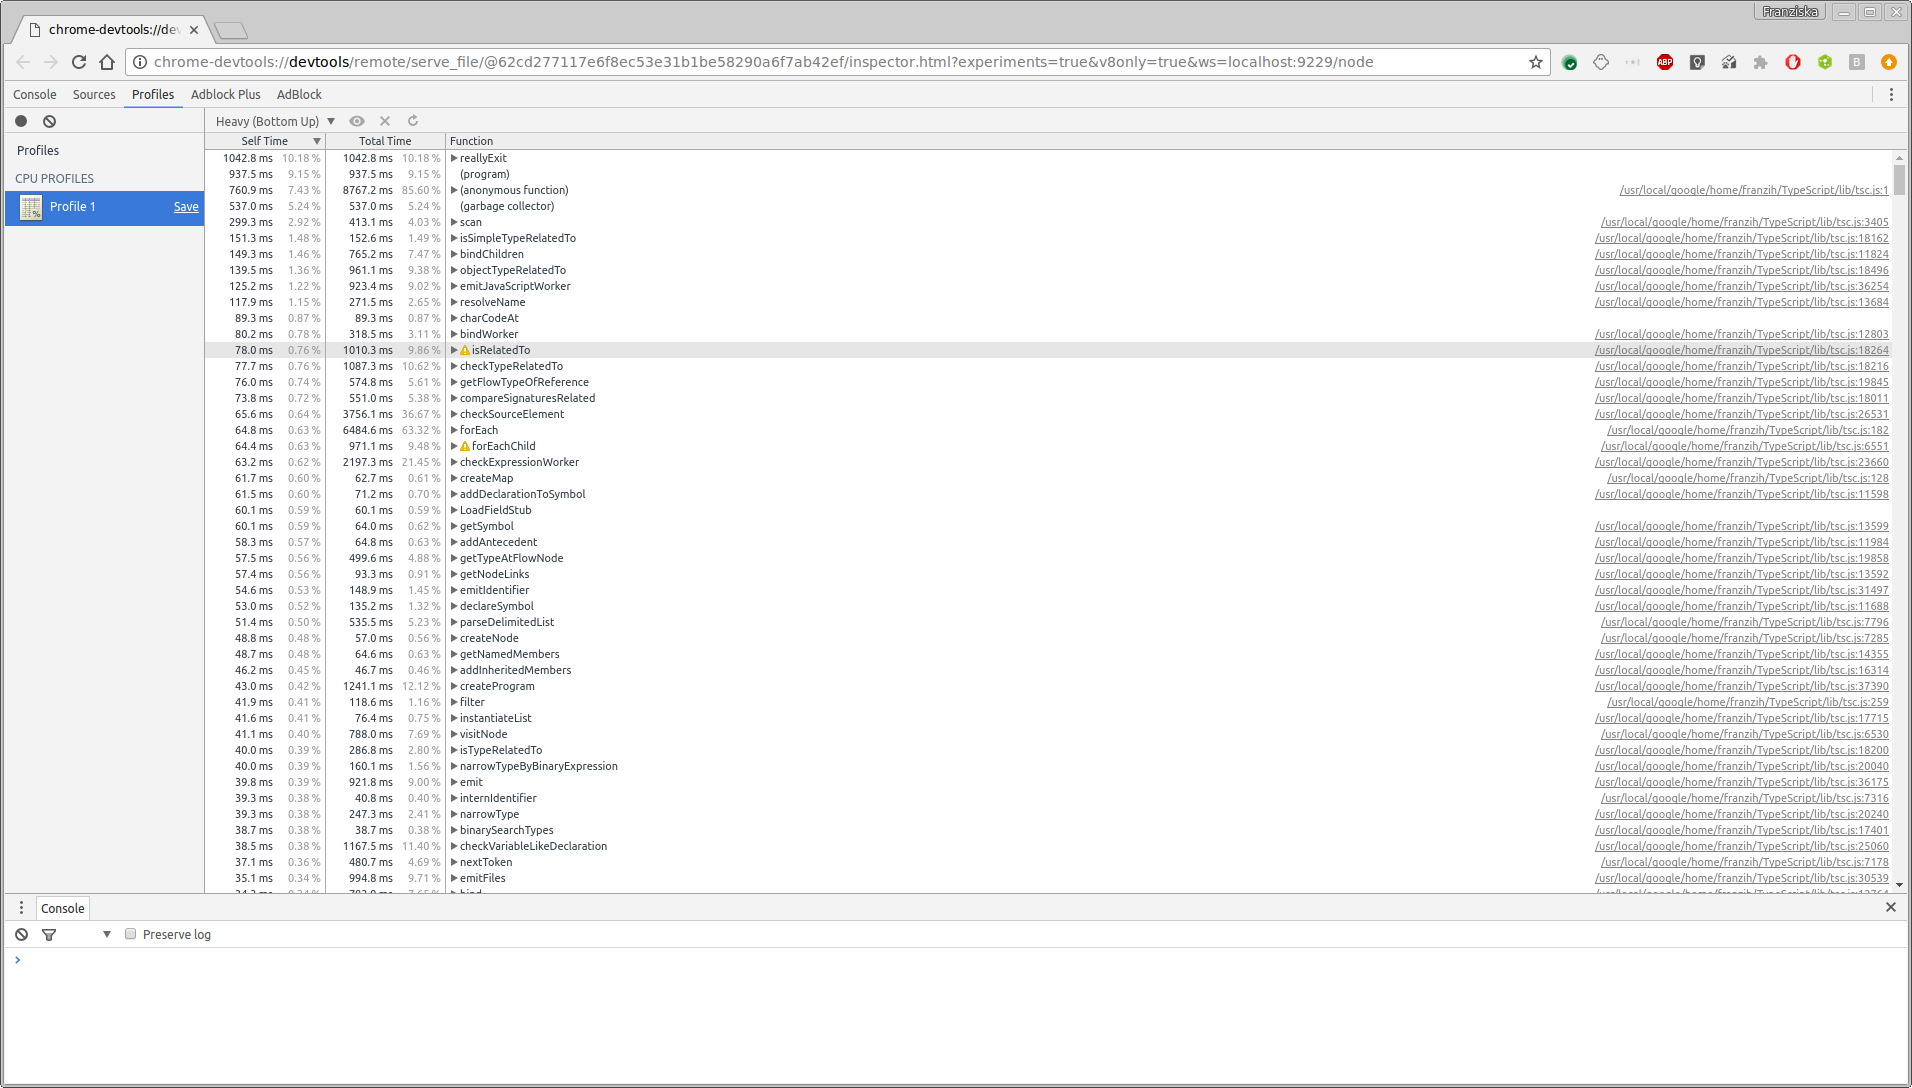 Franziska
chrome-devtools://dev
chrome-devtools://devtools/remote/serve_file/@62cd277117e6f8ec53e31b1be58290a6f7ab42ef/inspector.html?experiments=true&v8only=true&ws=localhost:9229/node
ABP
B
Console Sources Profiles Adblock Plus AdBlock
Heavy (Bottom Up)
Profiles
CPU PROFILES
Profile 1 Save
Self Time Total Time Function
1042.8 ms 10.18 % 1042.8 ms 10.18 % reallyExit
937.5 ms 9.15 % 937.5 ms 9.15 % (program)
760.9 ms 7.43 % 8767.2 ms 85.60 % (anonymous function) /usr/local/google/home/franzih/TypeScript/lib/tsc.js:1
537.0 ms 5.24 % 537.0 ms 5.24 % (garbage collector)
299.3 ms 2.92 % 413.1 ms 4.03 % scan /usr/local/google/home/franzih/TypeScript/lib/tsc.js:3405
151.3 ms 1.48 % 152.6 ms 1.49 % isSimpleTypeRelatedTo /usr/local/google/home/franzih/TypeScript/lib/tsc.js:18162
149.3 ms 1.46 % 765.2 ms 7.47 % bindChildren /usr/local/google/home/franzih/TypeScript/lib/tsc.js:11824
139.5 ms 1.36 % 961.1 ms 9.38 % objectTypeRelatedTo /usr/local/google/home/franzih/TypeScript/lib/tsc.js:18496
125.2 ms 1.22 % 923.4 ms 9.02 % emitJavaScriptWorker /usr/local/google/home/franzih/TypeScript/lib/tsc.js:36254
117.9 ms 1.15 % 271.5 ms 2.65 % resolveName /usr/local/google/home/franzih/TypeScript/lib/tsc.js:13684
89.3 ms 0.87 % 89.3 ms 0.87 % charCodeAt
80.2 ms 0.78 % 318.5 ms 3.11 % bindWorker /usr/local/google/home/franzih/TypeScript/lib/tsc.js:12803
78.0 ms 0.76 % 1010.3 ms 9.86 % isRelatedTo /usr/local/google/home/franzih/TypeScript/lib/tsc.js:18264
77.7 ms 0.76 % 1087.3 ms 10.62 % checkTypeRelatedTo /usr/local/google/home/franzih/TypeScript/lib/tsc.js:18216
76.0 ms 0.74 % 574.8 ms 5.61 % getFlowTypeOfReference /usr/local/google/home/franzih/TypeScript/lib/tsc.js:19845
73.8 ms 0.72 % 551.0 ms 5.38 % compareSignaturesRelated /usr/local/google/home/franzih/TypeScript/lib/tsc.js:18011
65.6 ms 0.64 % 3756.1 ms 36.67 % checkSourceElement /usr/local/google/home/franzih/TypeScript/lib/tsc.js:26531
64.8 ms 0.63 % 6484.6 ms 63.32 % forEach /usr/local/google/home/franzih/TypeScript/lib/tsc.js:182
64.4 ms 0.63 % 971.1 ms 9.48 % forEachChild /usr/local/google/home/franzih/TypeScript/lib/tsc.js:6551
63.2 ms 0.62 % 2197.3 ms 21.45 % checkExpressionWorker /usr/local/google/home/franzih/TypeScript/lib/tsc.js:23660
61.7 ms 0.60 % 62.7 ms 0.61 % createMap /usr/local/google/home/franzih/TypeScript/lib/tsc.js:128
61.5 ms 0.60 % 71.2 ms 0.70 % addDeclarationToSymbol /usr/local/google/home/franzih/TypeScript/lib/tsc.js:11598
60.1 ms 0.59 % 60.1 ms 0.59 % LoadFieldStub
60.1 ms 0.59 % 64.0 ms 0.62 % getSymbol /usr/local/google/home/franzih/TypeScript/lib/tsc.js:13599
58.3 ms 0.57 % 64.8 ms 0.63 % addAntecedent /usr/local/google/home/franzih/TypeScript/lib/tsc.js:11984
57.5 ms 0.56 % 499.6 ms 4.88 % getTypeAtFlowNode /usr/local/google/home/franzih/TypeScript/lib/tsc.js:19858
57.4 ms 0.56 % 93.3 ms 0.91 % getNodeLinks /usr/local/google/home/franzih/TypeScript/lib/tsc.js:13592
54.6 ms 0.53 % 148.9 ms 1.45 % emitIdentifier /usr/local/google/home/franzih/TypeScript/lib/tsc.js:31497
53.0 ms 0.52 % 135.2 ms 1.32 % declareSymbol /usr/local/google/home/franzih/TypeScript/lib/tsc.js:11688
51.4 ms 0.50 % 535.5 ms 5.23 % parseDelimitedList /usr/local/google/home/franzih/TypeScript/lib/tsc.js:7796
48.8 ms 0.48 % 57.0 ms 0.56 % createNode /usr/local/google/home/franzih/TypeScript/lib/tsc.js:7285
48.7 ms 0.48 % 64.6 ms 0.63 % getNamedMembers /usr/local/google/home/franzih/TypeScript/lib/tsc.js:14355
46.2 ms 0.45 % 46.7 ms 0.46 % addInheritedMembers /usr/local/google/home/franzih/TypeScript/lib/tsc.js:16314
43.0 ms 0.42 % 1241.1 ms 12.12 % createProgram /usr/local/google/home/franzih/TypeScript/lib/tsc.js:37390
41.9 ms 0.41 % 118.6 ms 1.16 % filter /usr/local/google/home/franzih/TypeScript/lib/tsc.js:259
41.6 ms 0.41 % 76.4 ms 0.75 % instantiateList /usr/local/google/home/franzih/TypeScript/lib/tsc.js:17715
41.1 ms 0.40 % 788.0 ms 7.69 % visitNode /usr/local/google/home/franzih/TypeScript/lib/tsc.js:6530
40.0 ms 0.39 % 286.8 ms 2.80 % isTypeRelatedTo /usr/local/google/home/franzih/TypeScript/lib/tsc.js:18200
40.0 ms 0.39 % 160.1 ms 1.56 % narrowTypeByBinaryExpression /usr/local/google/home/franzih/TypeScript/lib/tsc.js:20040
39.8 ms 0.38 % 921.8 ms 9.00 % emit /usr/local/google/home/franzih/TypeScript/lib/tsc.js:36175
39.3 ms 0.38 % 40.8 ms 0.40 % internIdentifier /usr/local/google/home/franzih/TypeScript/lib/tsc.js:7316
39.3 ms 0.38 % 247.3 ms 2.41 % narrowType /usr/local/google/home/franzih/TypeScript/lib/tsc.js:20240
38.7 ms 0.38 % 38.7 ms 0.38 % binarySearchTypes /usr/local/google/home/franzih/TypeScript/lib/tsc.js:17401
38.5 ms 0.38 % 1167.5 ms 11.40 % checkVariableLikeDeclaration /usr/local/google/home/franzih/TypeScript/lib/tsc.js:25060
37.1 ms 0.36 % 480.7 ms 4.69 % nextToken /usr/local/google/home/franzih/TypeScript/lib/tsc.js:7178
35.1 ms 0.34 % 994.8 ms 9.71 % emitFiles /usr/local/google/home/franzih/TypeScript/lib/tsc.js:30539
Console
Preserve log